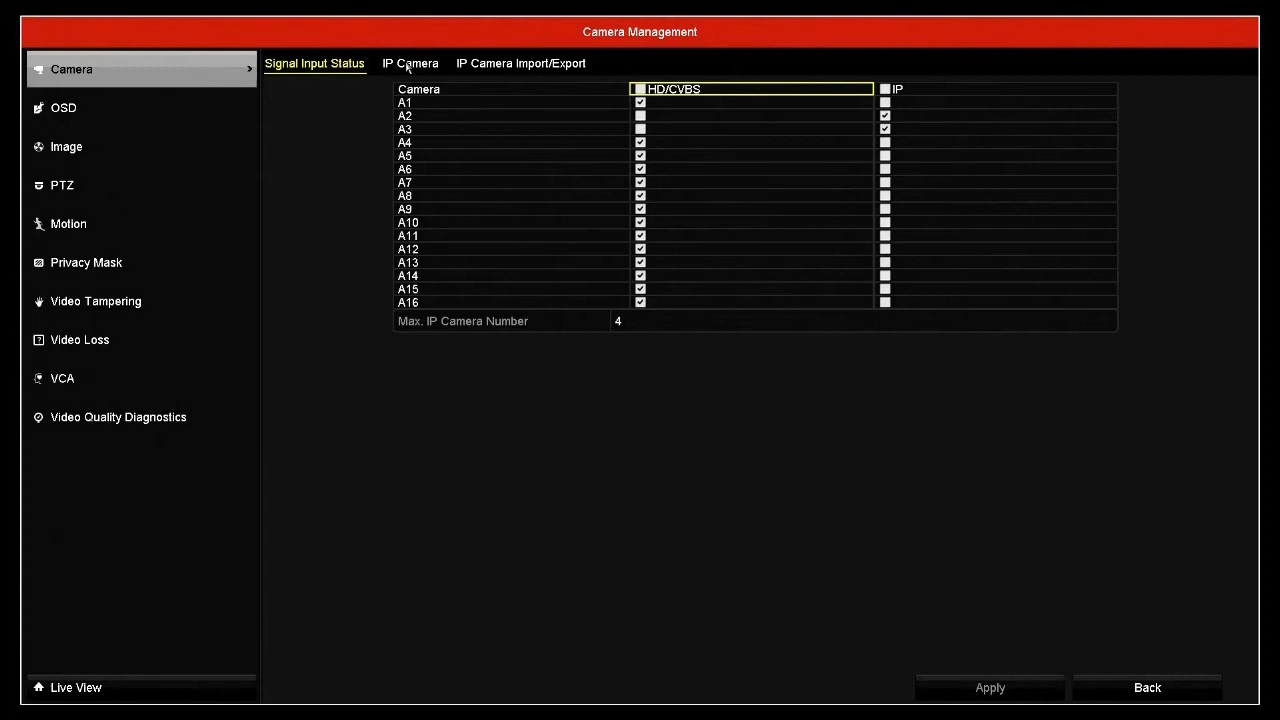 Camera Management
Camera
OSD
Image
PTZ
Motion
Privacy Mask
Video Tampering
Video Loss
VCA
Video Quality Diagnostics
Live View
Signal Input Status IP Camera IP Camera Import/Export
Camera HD/CVBS IP
A1
A2
A3
A4
A5
A6
A7
A8
A9
A10
A11
A12
A13
A14
A15
A16
Max. IP Camera Number 4
Apply Back